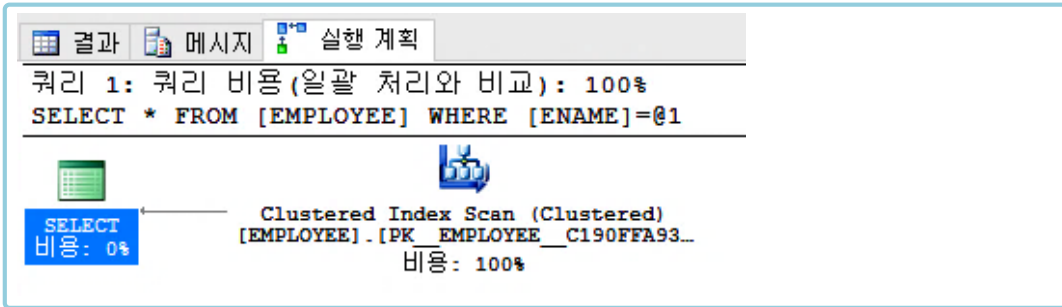 결과 메시지 실행 계획
쿼리 1: 쿼리 비용(일괄 처리와 비교): 100%
SELECT * FROM [EMPLOYEE] WHERE [ENAME]=@1
Clustered Index Scan (Clustered)
[EMPLOYEE].[PK__EMPLOYEE__C190FFA93…
비용: 100%
SELECT
비용: 0%